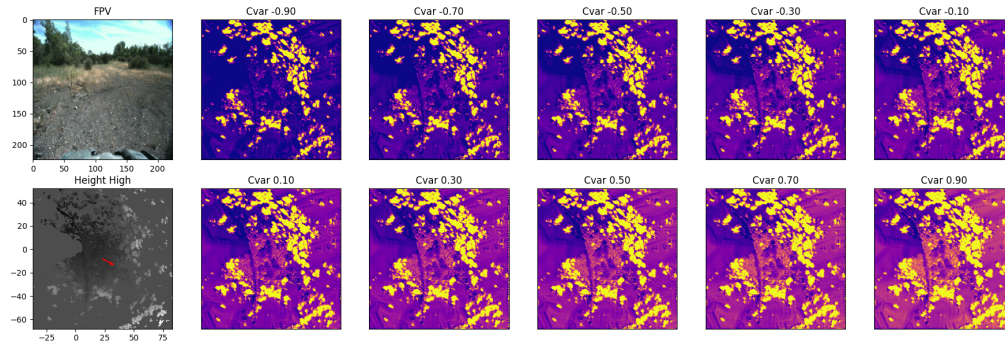 FPV
Cvar -0.90
Cvar -0.70
Cvar -0.50
Cvar -0.30
Cvar -0.10
0
50
100
150
200
0 50 100 150 200
Height High
Cvar 0.10
Cvar 0.30
Cvar 0.50
Cvar 0.70
Cvar 0.90
40
20
0
−20
−40
−60
−25 0 25 50 75